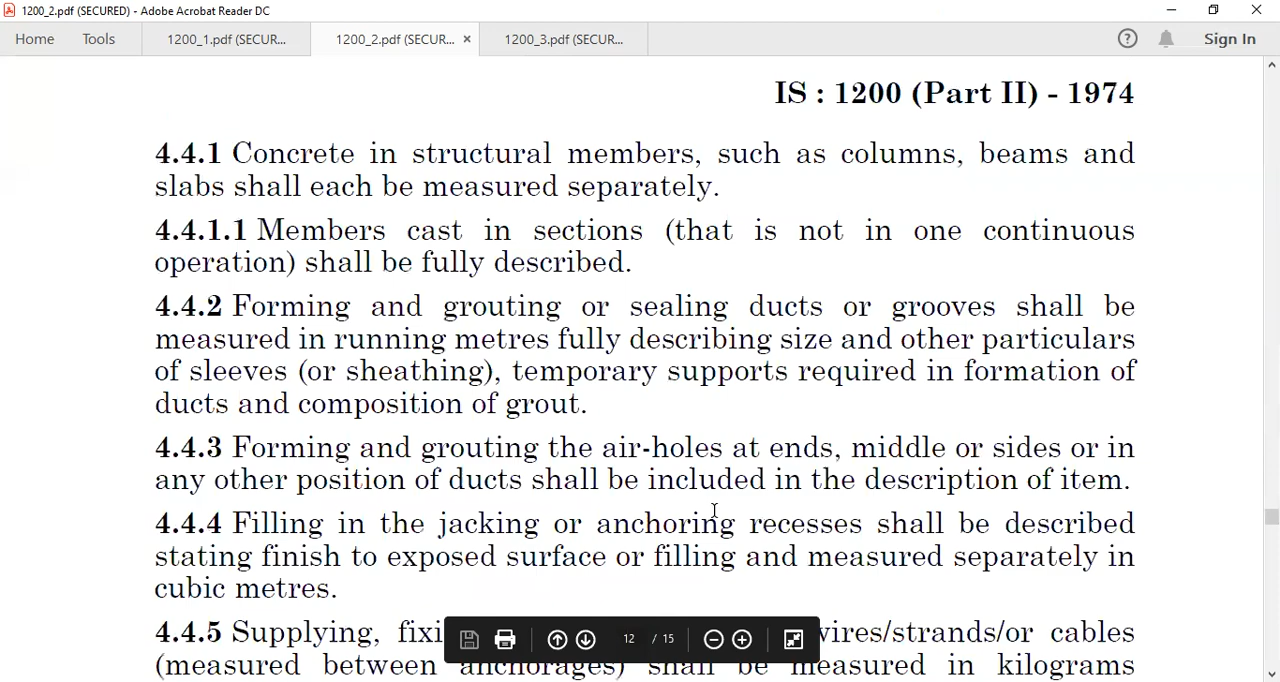 1200_2.pdf (SECURED) - Adobe Acrobat Reader DC
Home Tools 1200_1.pdf (SECUR... 1200_2.pdf (SECUR... × 1200_3.pdf (SECUR... Sign In
IS : 1200 (Part II) - 1974
4.4.1 Concrete in structural members, such as columns, beams and
slabs shall each be measured separately.
4.4.1.1 Members cast in sections (that is not in one continuous
operation) shall be fully described.
4.4.2 Forming and grouting or sealing ducts or grooves shall be
measured in running metres fully describing size and other particulars
of sleeves (or sheathing), temporary supports required in formation of
ducts and composition of grout.
4.4.3 Forming and grouting the air-holes at ends, middle or sides or in
any other position of ducts shall be included in the description of item.
4.4.4 Filling in the jacking or anchoring recesses shall be described
stating finish to exposed surface or filling and measured separately in
cubic metres.
4.4.5 Supplying, wires/strands/or cables
(measured between anchorages) shall be measured in kilograms
12 / 15